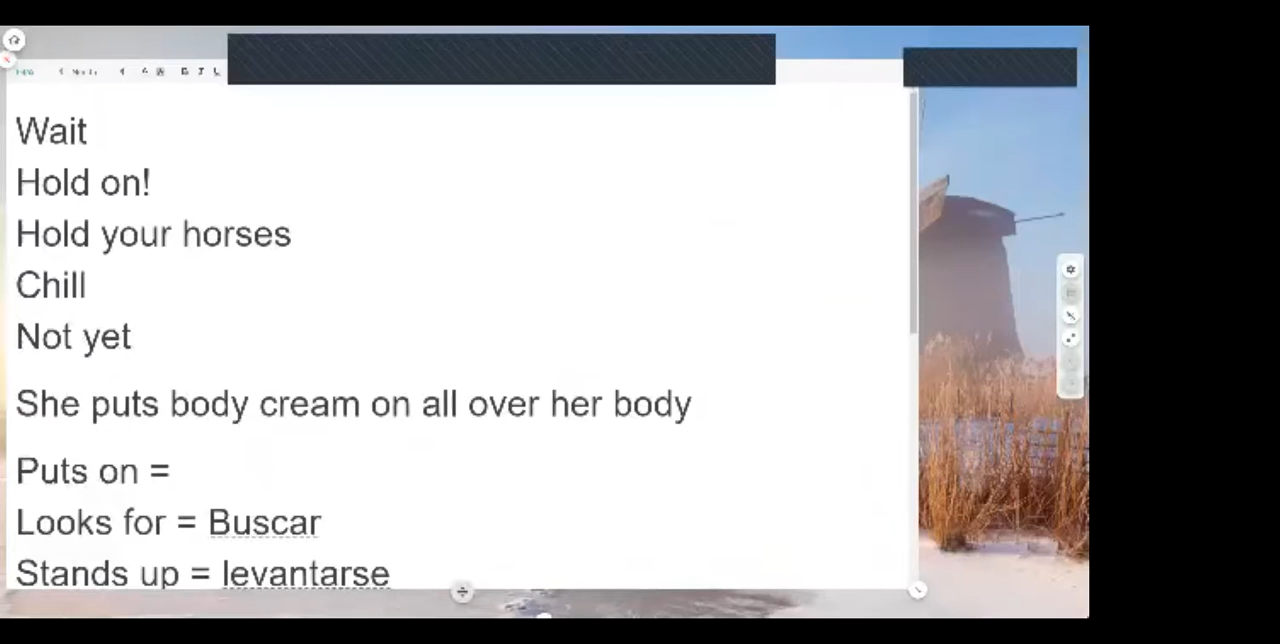 Wait
Hold on!
Hold your horses
Chill
Not yet
She puts body cream on all over her body
Puts on =
Looks for = Buscar
Stands up = levantarse